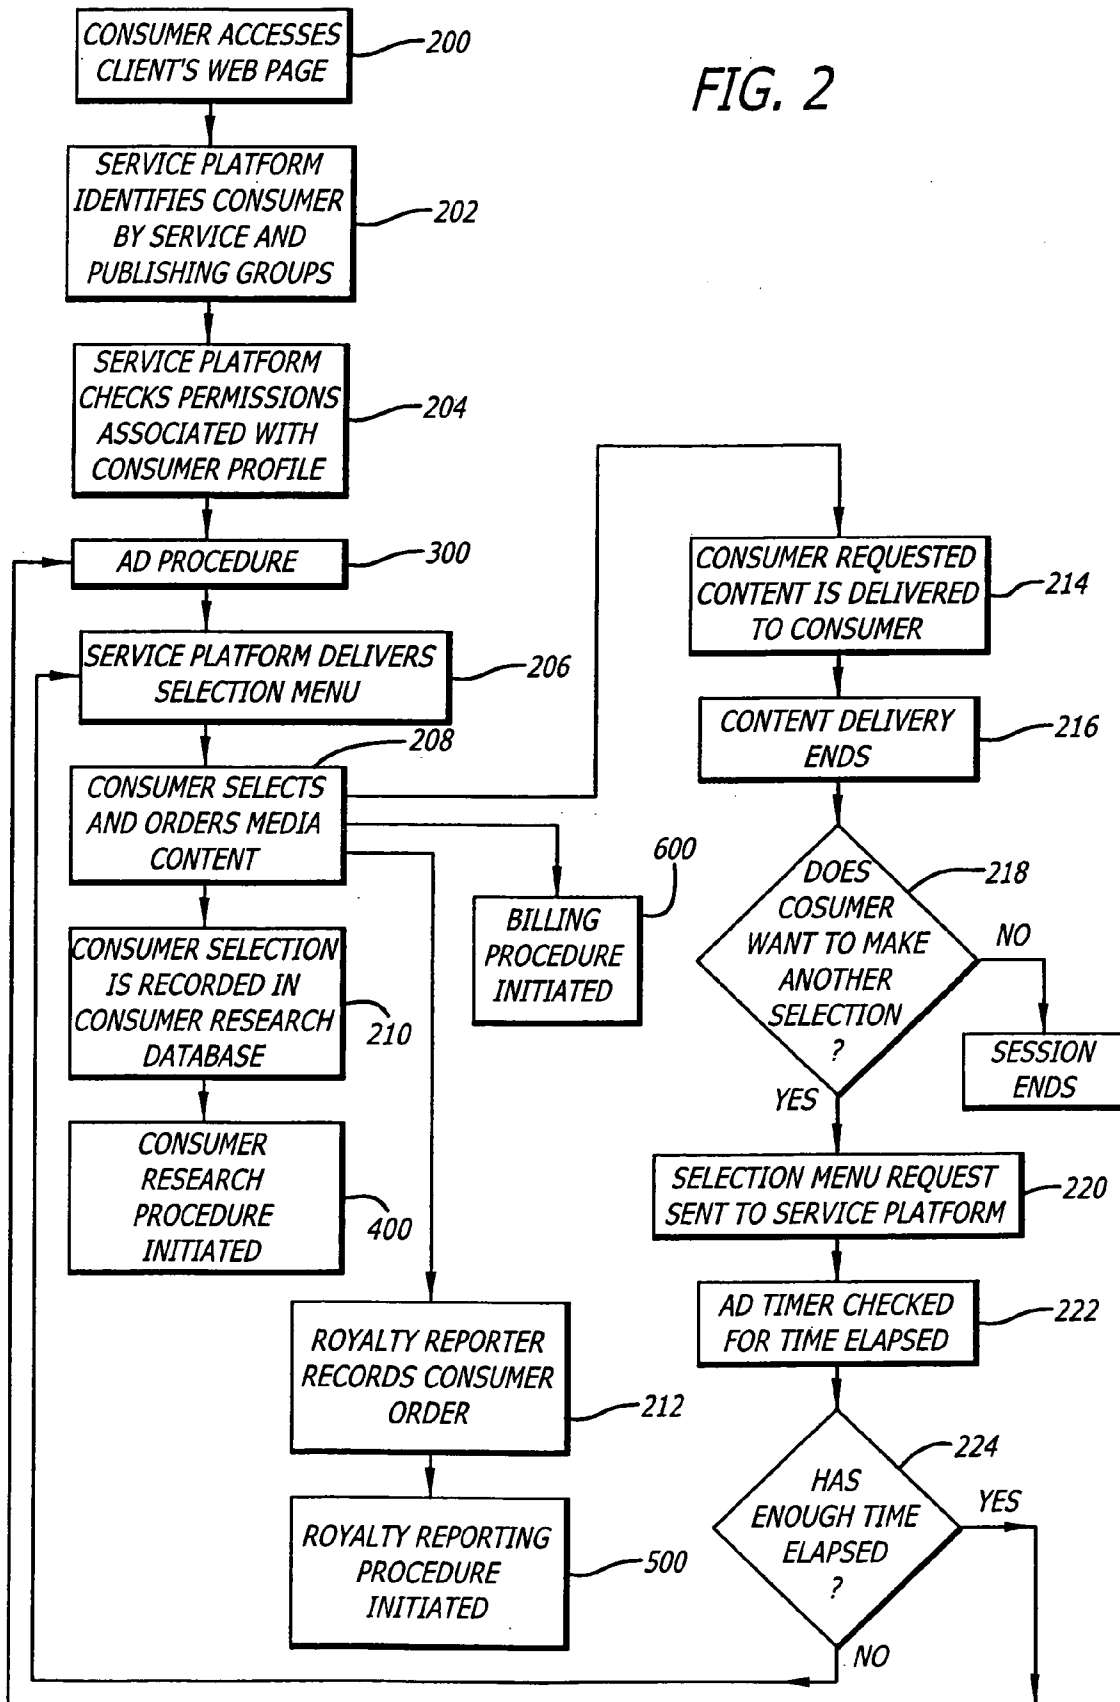 FIG. 2
CONSUMER ACCESSES
CLIENT'S WEB PAGE
200
SERVICE PLATFORM
IDENTIFIES CONSUMER
BY SERVICE AND
PUBLISHING GROUPS
202
SERVICE PLATFORM
CHECKS PERMISSIONS
ASSOCIATED WITH
CONSUMER PROFILE
204
AD PROCEDURE
300
SERVICE PLATFORM DELIVERS
SELECTION MENU
206
208
CONSUMER SELECTS
AND ORDERS MEDIA
CONTENT
CONSUMER SELECTION
IS RECORDED IN
CONSUMER RESEARCH
DATABASE
210
CONSUMER
RESEARCH
PROCEDURE
INITIATED
400
600
BILLING
PROCEDURE
INITIATED
ROYALTY REPORTER
RECORDS CONSUMER
ORDER
212
ROYALTY REPORTING
PROCEDURE
INITIATED
500
CONSUMER REQUESTED
CONTENT IS DELIVERED
TO CONSUMER
214
CONTENT DELIVERY
ENDS
216
DOES
COSUMER
WANT TO MAKE
ANOTHER
SELECTION
?
218
NO
SESSION
ENDS
YES
SELECTION MENU REQUEST
SENT TO SERVICE PLATFORM
220
AD TIMER CHECKED
FOR TIME ELAPSED
222
HAS
ENOUGH TIME
ELAPSED
?
224
YES
NO